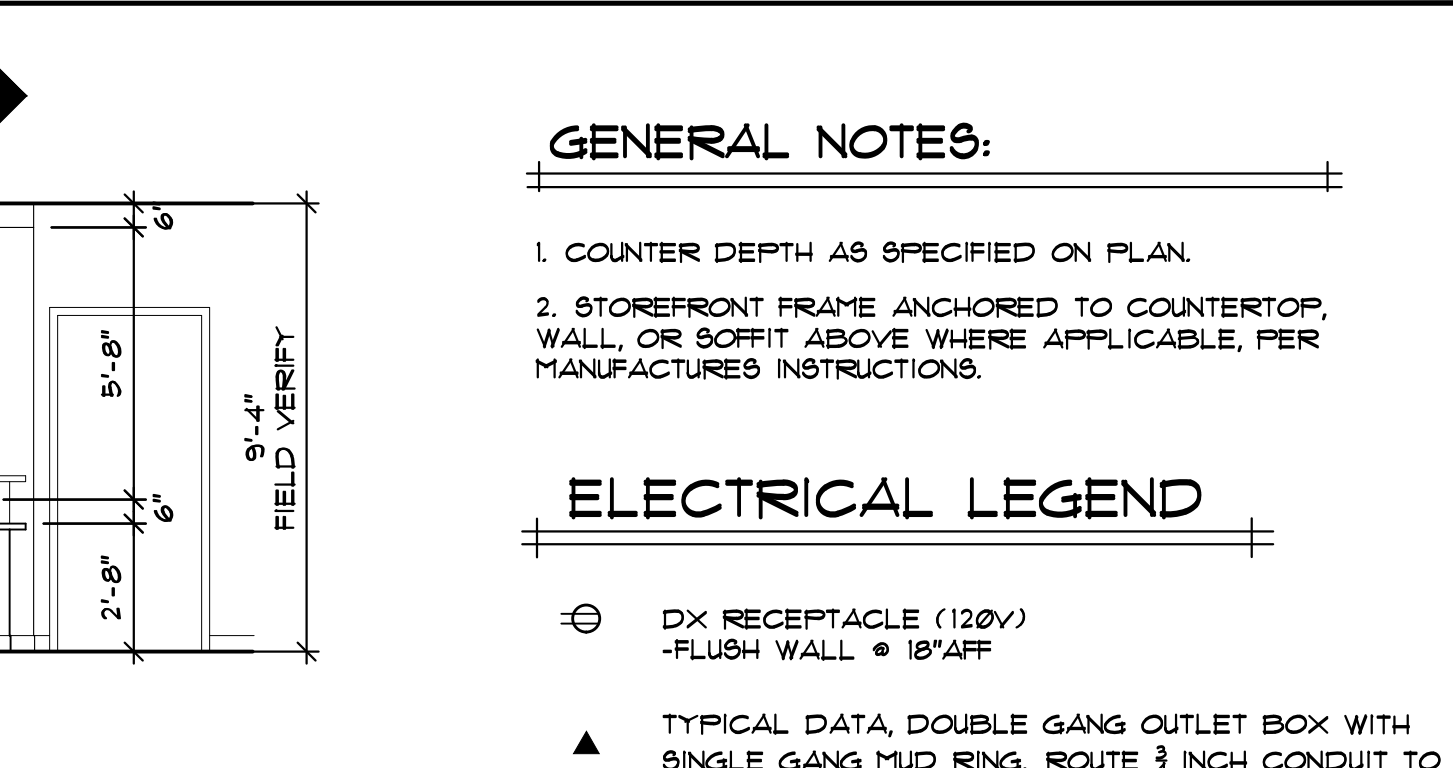 GENERAL NOTES:
1. COUNTER DEPTH AS SPECIFIED ON PLAN.
2. STOREFRONT FRAME ANCHORED TO COUNTERTOP,
WALL, OR SOFFIT ABOVE WHERE APPLICABLE, PER
MANUFACTURES INSTRUCTIONS.
6"
5'-8"
6"
2'-8"
9'-4"
FIELD VERIFY
ELECTRICAL LEGEND
DX RECEPTACLE (120V)
-FLUSH WALL @ 18"AFF
TYPICAL DATA, DOUBLE GANG OUTLET BOX WITH
SINGLE GANG MUD RING. ROUTE INCH CONDUIT TO